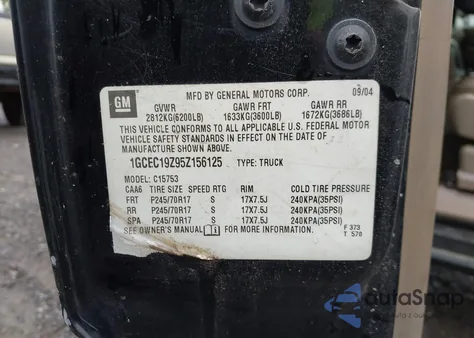 GM
MFD BY GENERAL MOTORS CORP. 09/04
GVWR GAWR FRT GAWR RR
2812KG(6200LB) 1633KG(3600LB) 1672KG(3686LB)
THIS VEHICLE CONFORMS TO ALL APPLICABLE U.S. FEDERAL MOTOR
VEHICLE SAFETY STANDARDS IN EFFECT ON THE DATE OF
MANUFACTURE SHOWN ABOVE.
1GCEC19Z95Z156125 TYPE: TRUCK
MODEL: C15753
CAA6 TIRE SIZE SPEED RTG RIM COLD TIRE PRESSURE
FRT P245/70R17 S 17X7.5J 240KPA(35PSI)
RR P245/70R17 S 17X7.5J 240KPA(35PSI)
SPA P245/70R17 S 17X7.5J 240KPA(35PSI)
SEE OWNER'S MANUAL FOR MORE INFORMATION. F 373
T 570
autoSnap